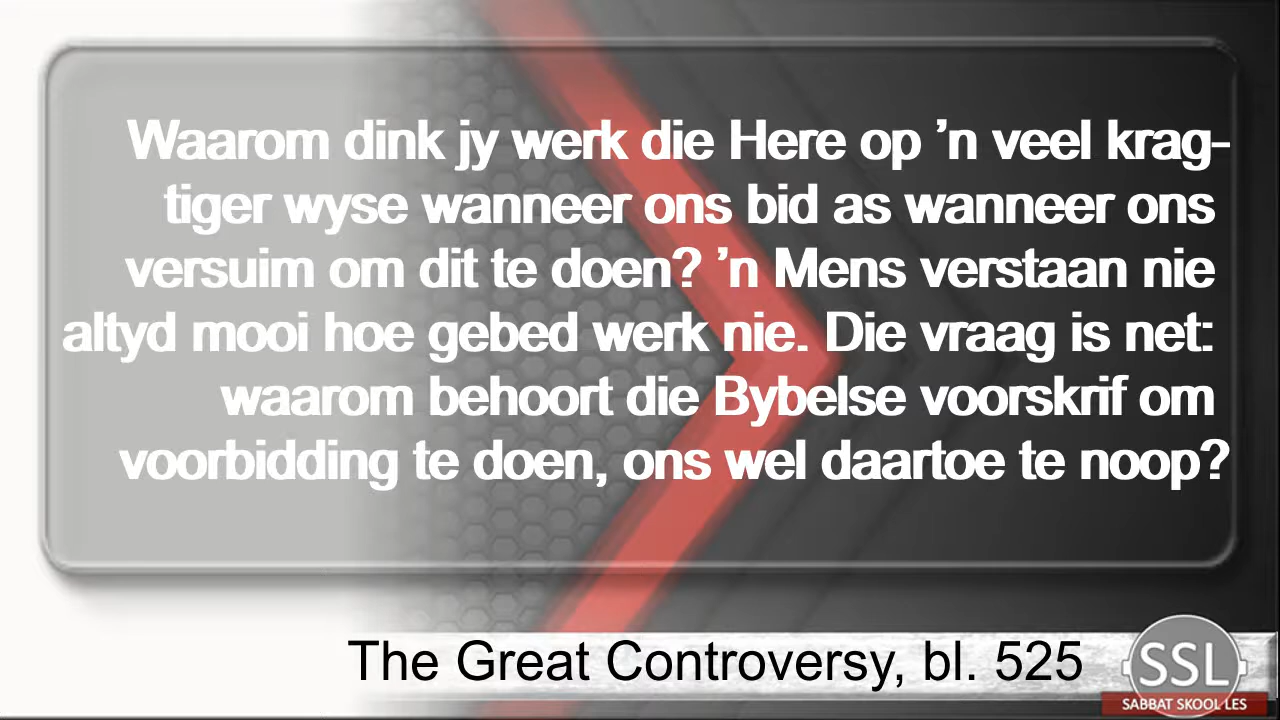 Waarom dink jy werk die Here op ’n veel krag-
tiger wyse wanneer ons bid as wanneer ons
versuim om dit te doen? ’n Mens verstaan nie
altyd mooi hoe gebed werk nie. Die vraag is net:
waarom behoort die Bybelse voorskrif om
voorbidding te doen, ons wel daartoe te noop?
The Great Controversy, bl. 525
SSL
SABBAT SKOOL LES